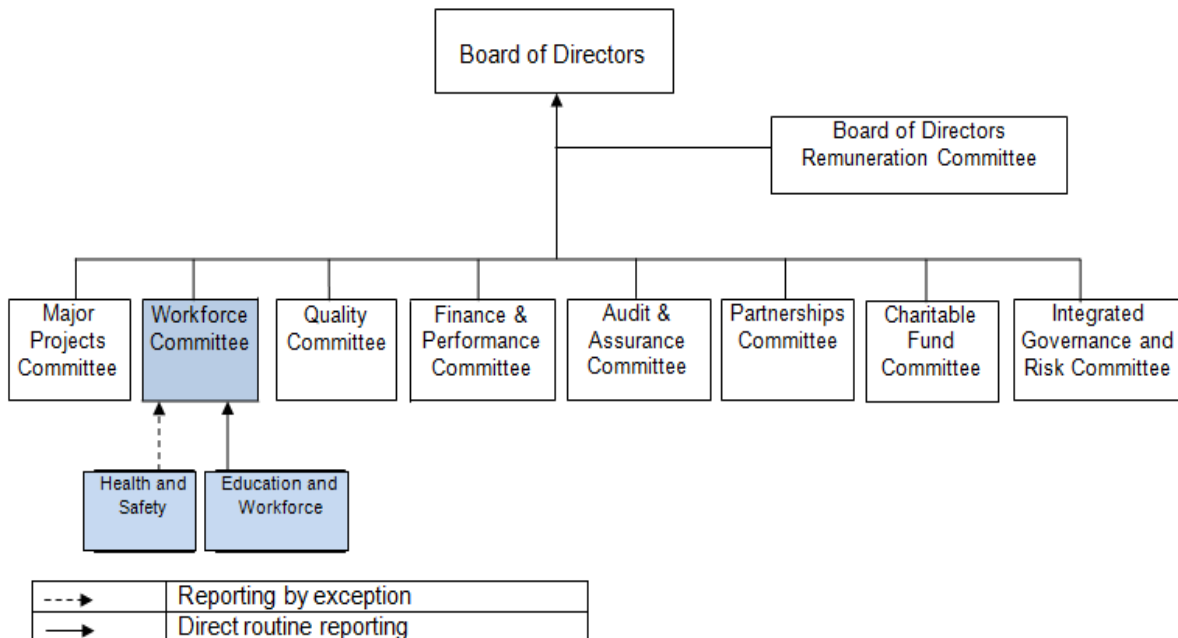 Board of Directors
Board of Directors
Remuneration Committee
Major
Projects
Committee
Workforce
Committee
Quality
Committee
Finance &
Performance
Committee
Audit &
Assurance
Committee
Partnerships
Committee
Charitable
Fund
Committee
Integrated
Governance and
Risk Committee
Health and
Safety
Education and
Workforce
Reporting by exception
Direct routine reporting